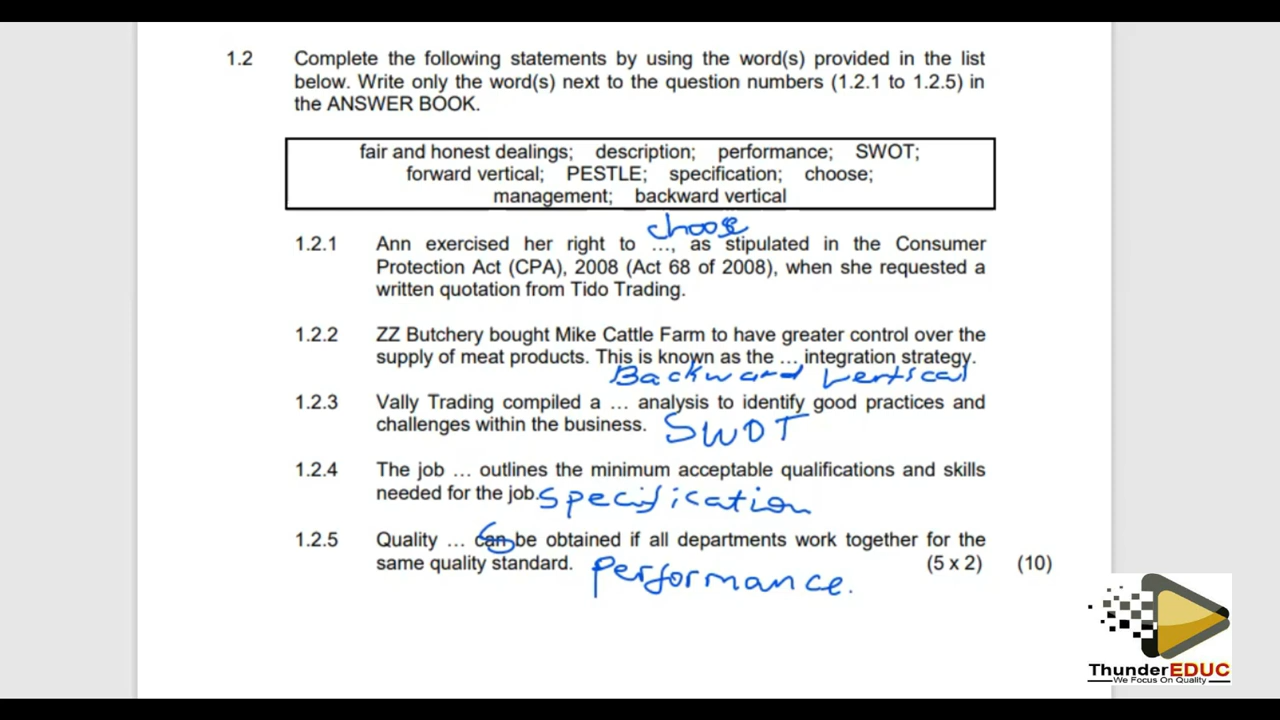 1.2 Complete the following statements by using the word(s) provided in the list
below. Write only the word(s) next to the question numbers (1.2.1 to 1.2.5) in
the ANSWER BOOK.
fair and honest dealings; description; performance; SWOT;
forward vertical; PESTLE; specification; choose;
management; backward vertical
choose
1.2.1 Ann exercised her right to …, as stipulated in the Consumer
Protection Act (CPA), 2008 (Act 68 of 2008), when she requested a
written quotation from Tido Trading.
1.2.2 ZZ Butchery bought Mike Cattle Farm to have greater control over the
supply of meat products. This is known as the … integration strategy.
Backward vertical
1.2.3 Vally Trading compiled a … analysis to identify good practices and
challenges within the business. SWOT
1.2.4 The job … outlines the minimum acceptable qualifications and skills
needed for the job. Specification
1.2.5 Quality … can be obtained if all departments work together for the
same quality standard. (5 x 2) (10)
performance.
ThunderEDUC
We Focus On Quality